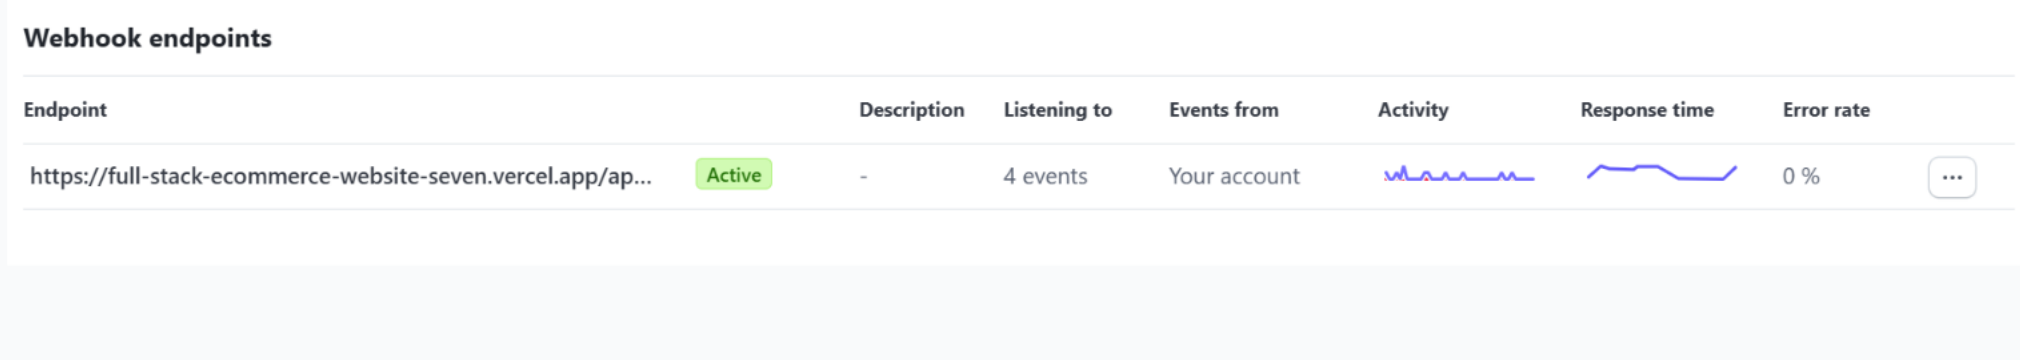 Webhook endpoints
Endpoint Description Listening to Events from Activity Response time Error rate
https://full-stack-ecommerce-website-seven.vercel.app/ap... Active - 4 events Your account 0 % ...